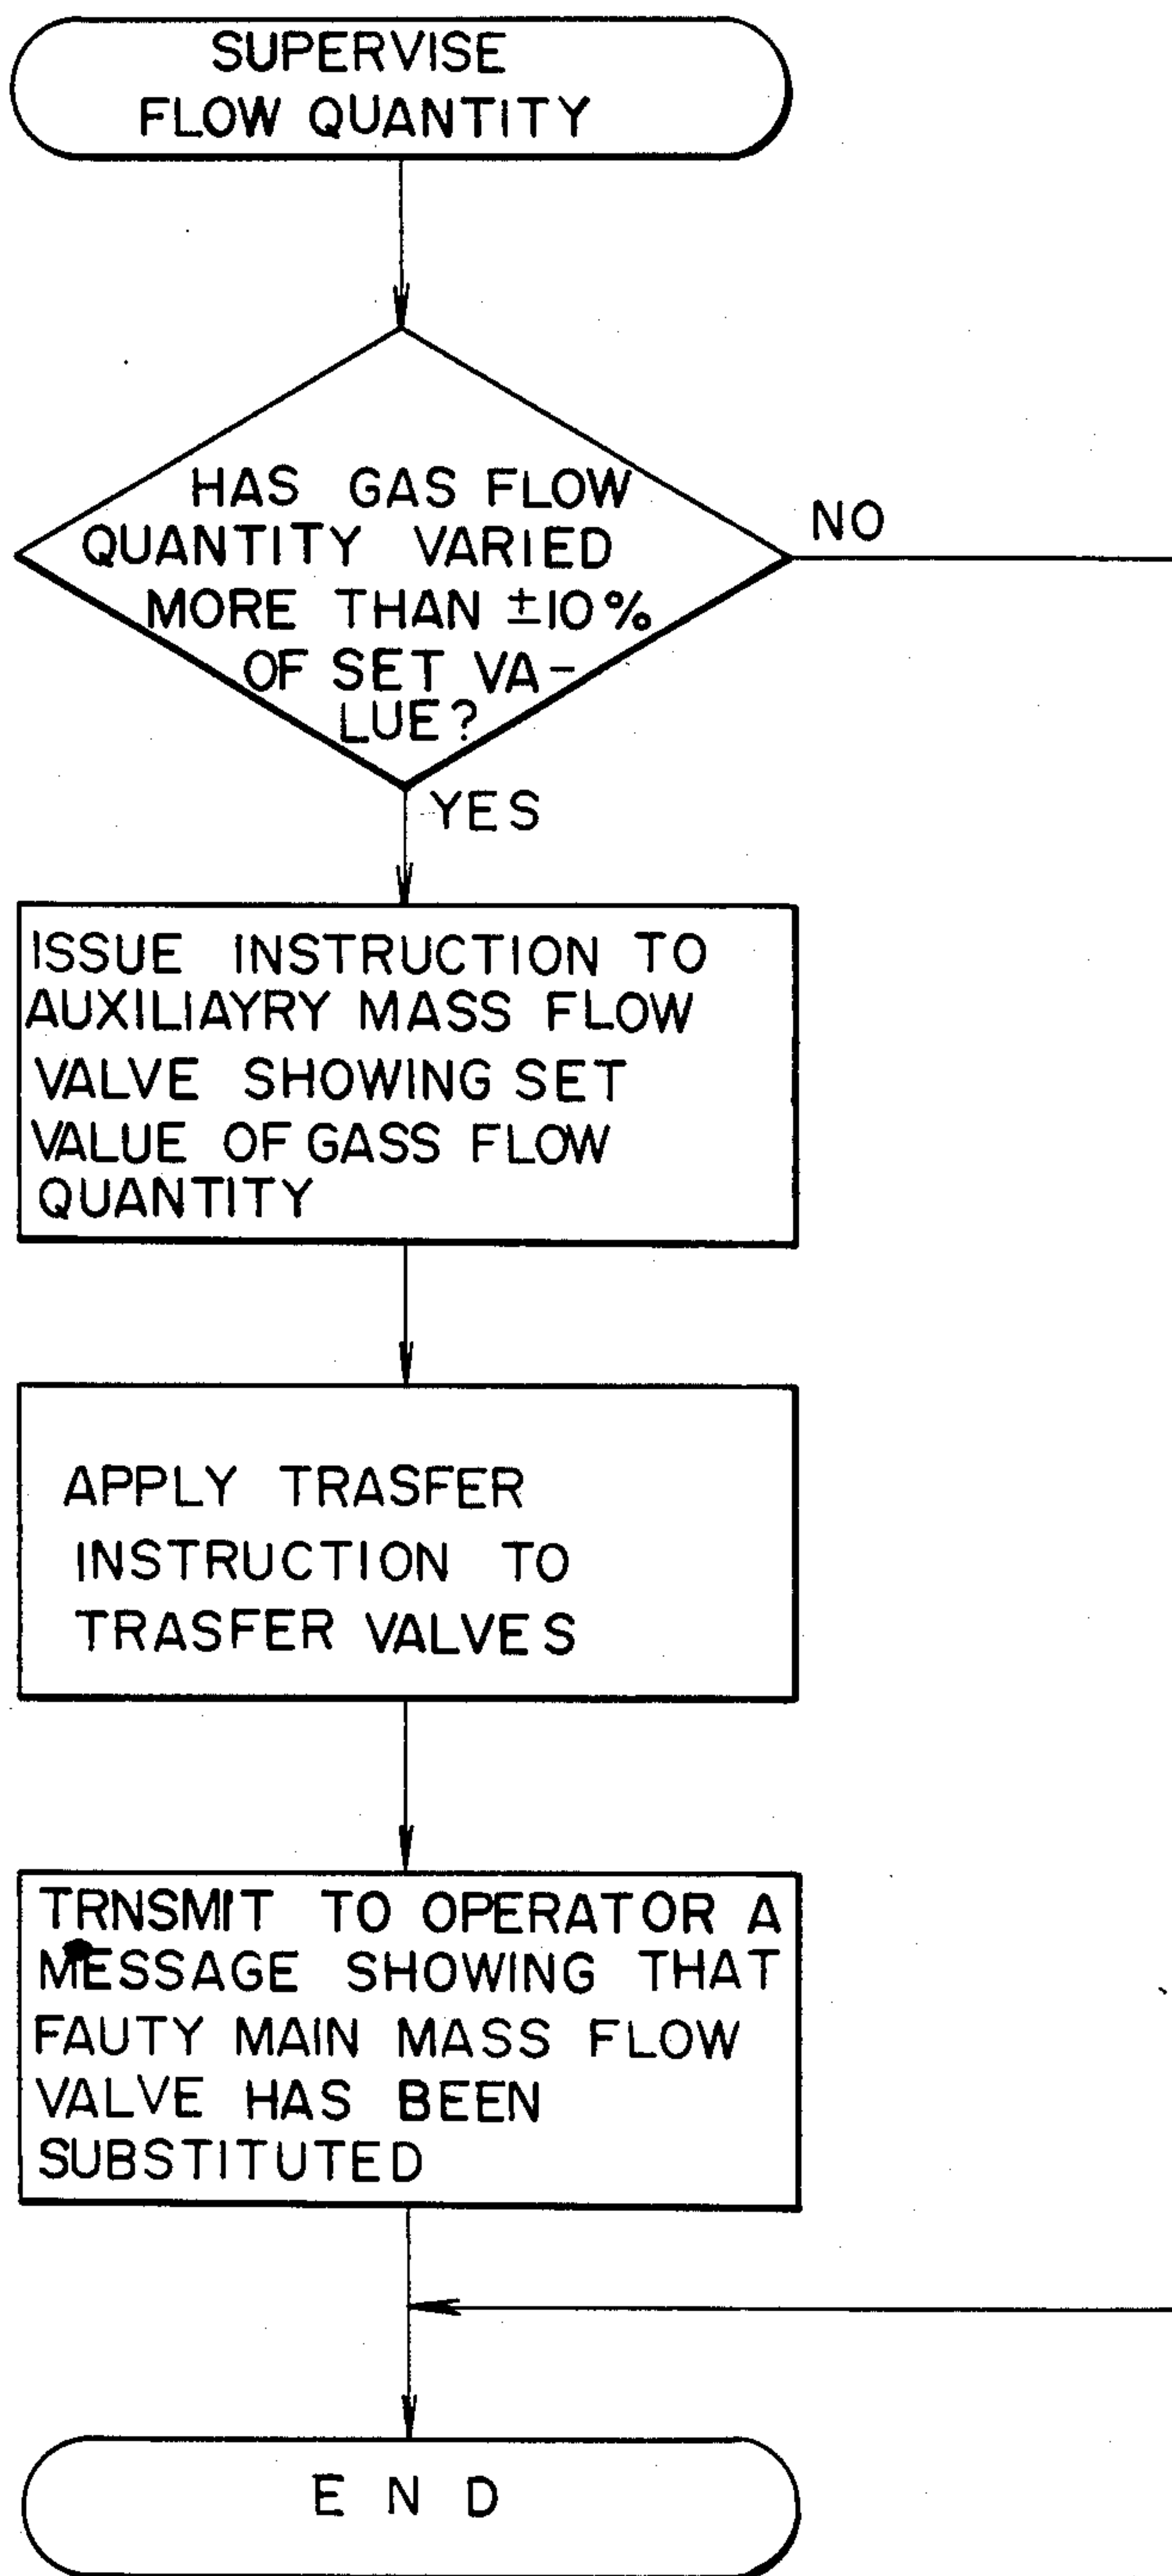 SUPERVISE
FLOW QUANTITY
HAS GAS FLOW
QUANTITY VARIED
MORE THAN ±10%
OF SET VA-
LUE?
NO
YES
ISSUE INSTRUCTION TO
AUXILIAYRY MASS FLOW
VALVE SHOWING SET
VALUE OF GASS FLOW
QUANTITY
APPLY TRASFER
INSTRUCTION TO
TRASFER VALVES
TRNSMIT TO OPERATOR A
MESSAGE SHOWING THAT
FAUTY MAIN MASS FLOW
VALVE HAS BEEN
SUBSTITUTED
END